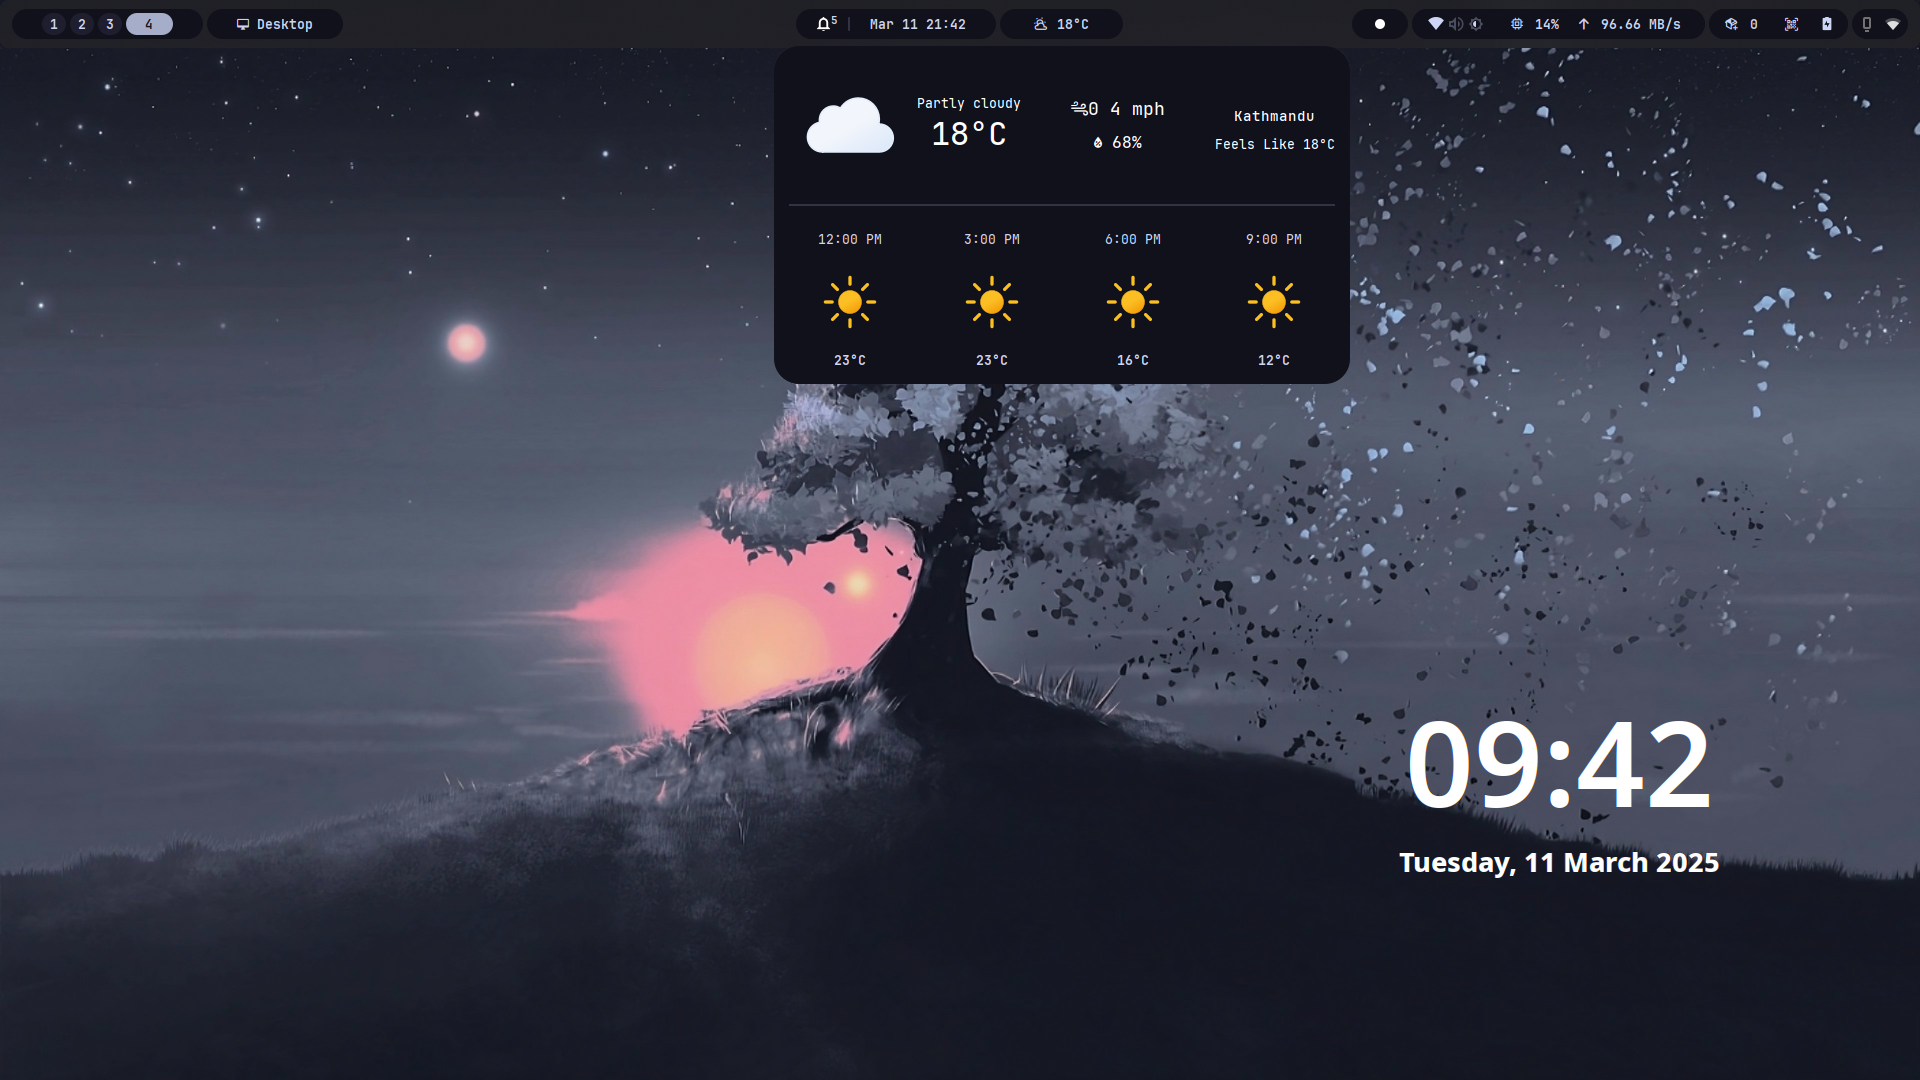 1 2 3 4 Desktop 5 Mar 11 21:42 18°C 14% 96.66 MB/s 0
Partly cloudy
18°C
0 4 mph
68%
Kathmandu
Feels Like 18°C
12:00 PM 3:00 PM 6:00 PM 9:00 PM
23°C 23°C 16°C 12°C
09:42
Tuesday, 11 March 2025